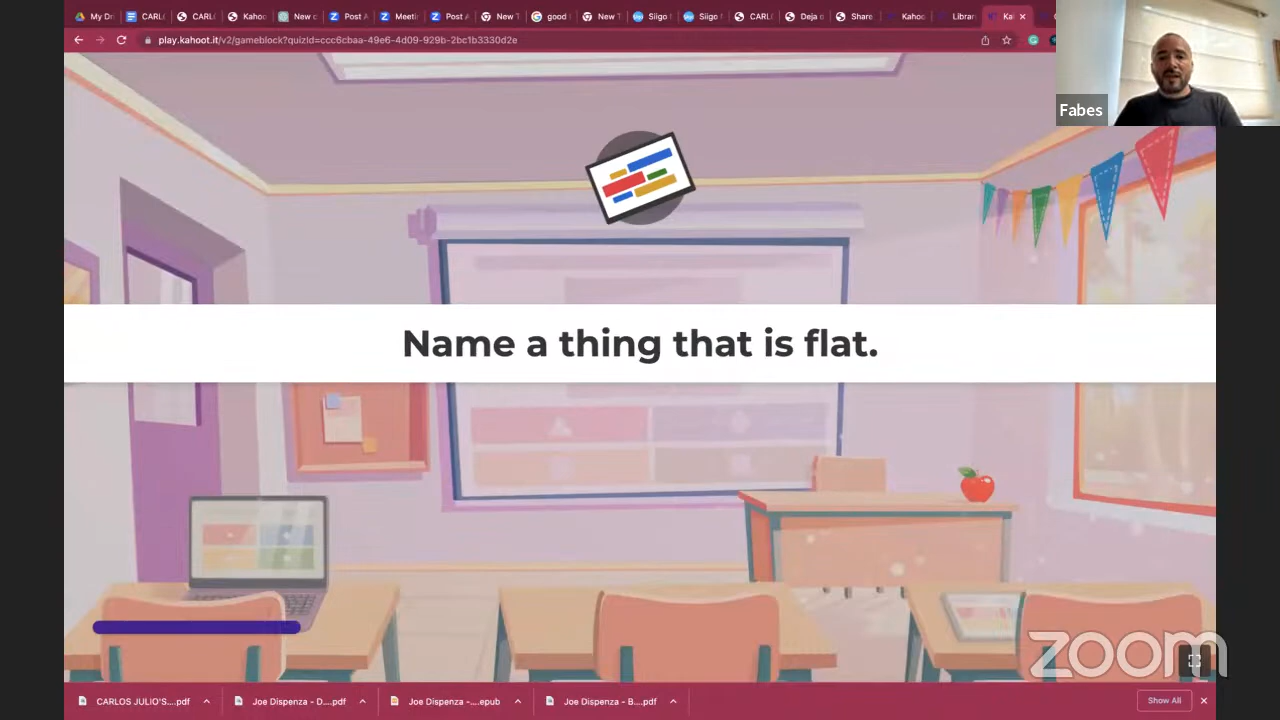 My Dri
CARL(
CARL(
Kahoo
New c
Post A
Meetin
Post A
New T
good
New T
Siigo I
Siigo I
CARL(
Deja d
Share
Kahoo
Librar
Ka
play.kahoot.it/v2/gameblock?quizId=ccc6cbaa-49e6-4d09-929b-2bc1b3330d2e
Fabes
Name a thing that is flat.
zoom
CARLOS JULIO'S....pdf
Joe Dispenza - D....pdf
Joe Dispenza -....epub
Joe Dispenza - B....pdf
Show All